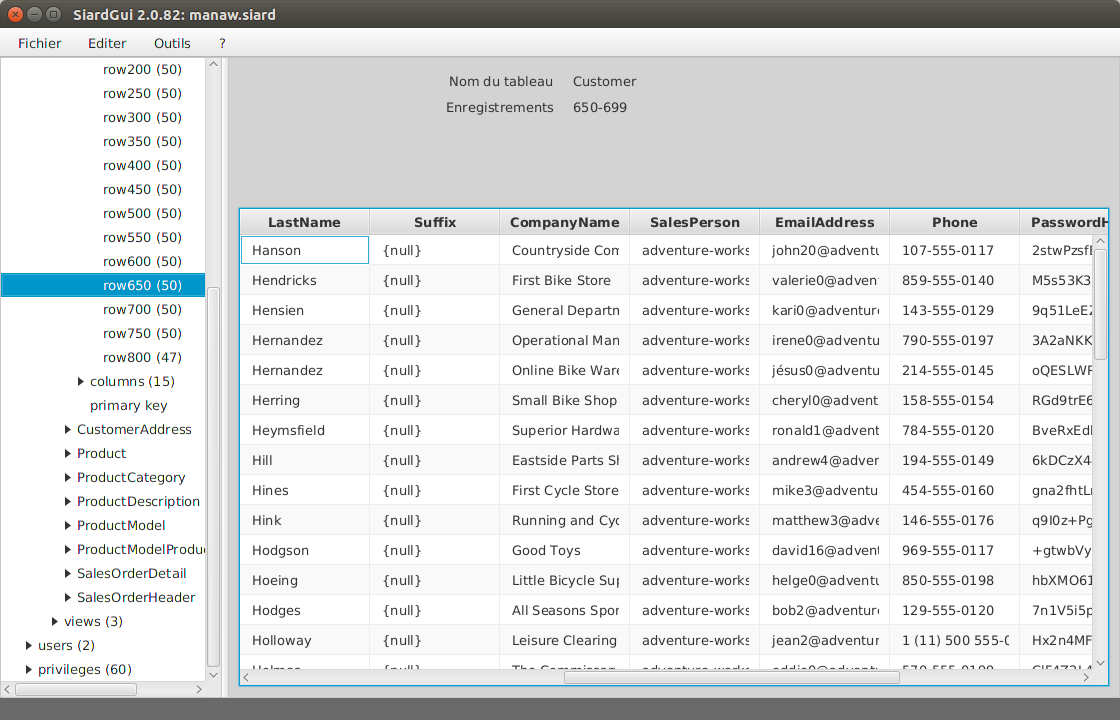 SiardGui 2.0.82: manaw.siard
Fichier Editer Outils ?
row200 (50)
row250 (50)
row300 (50)
row350 (50)
row400 (50)
row450 (50)
row500 (50)
row550 (50)
row600 (50)
row650 (50)
row700 (50)
row750 (50)
row800 (47)
columns (15)
primary key
CustomerAddress
Product
ProductCategory
ProductDescription
ProductModel
ProductModelProdu
SalesOrderDetail
SalesOrderHeader
views (3)
users (2)
privileges (60)
Nom du tableau Customer
Enregistrements 650-699
LastName Suffix CompanyName SalesPerson EmailAddress Phone PasswordH
Hanson {null} Countryside Com adventure-works john20@adventu 107-555-0117 2stwPzsfl
Hendricks {null} First Bike Store adventure-works valerie0@adven 859-555-0140 M5s53K3
Hensien {null} General Departn adventure-works kari0@adventure 143-555-0129 9q51LeEZ
Hernandez {null} Operational Man adventure-works irene0@adventu 790-555-0197 3A2aNKK
Hernandez {null} Online Bike Ware adventure-works jésus0@adventu 214-555-0145 oQESLWF
Herring {null} Small Bike Shop adventure-works cheryl0@advent 158-555-0154 RGd9trE6
Heymsfield {null} Superior Hardwa adventure-works ronald1@advent 784-555-0120 BveRxEdl
Hill {null} Eastside Parts Sh adventure-works andrew4@adver 194-555-0149 6kDCzX4
Hines {null} First Cycle Store adventure-works mike3@adventu 454-555-0160 gna2fhtL
Hink {null} Running and Cyc adventure-works matthew3@adve 146-555-0176 q9I0z+Pg
Hodgson {null} Good Toys adventure-works david16@advent 969-555-0117 +gtwbVy
Hoeing {null} Little Bicycle Sup adventure-works helge0@adventu 850-555-0198 hbXMO61
Hodges {null} All Seasons Spor adventure-works bob2@adventure 129-555-0120 7n1V5i5p
Holloway {null} Leisure Clearing adventure-works jean2@adventur 1 (11) 500 555-0 Hx2n4MF